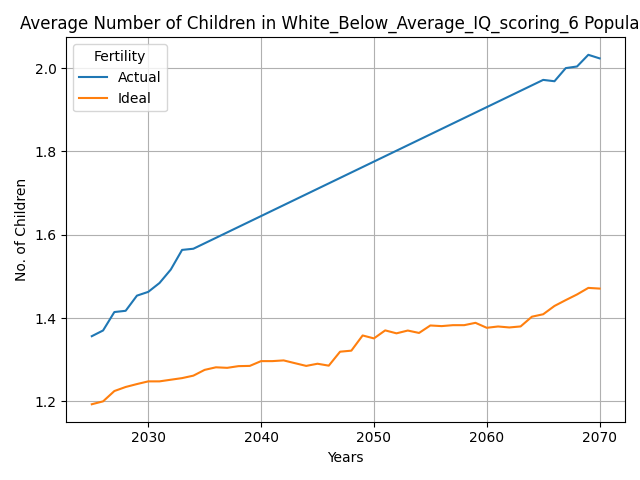 Average Number of Children in White_Below_Average_IQ_scoring_6 Popula
Fertility
Actual
Ideal
No. of Children
2.0
1.8
1.6
1.4
1.2
2030 2040 2050 2060 2070
Years